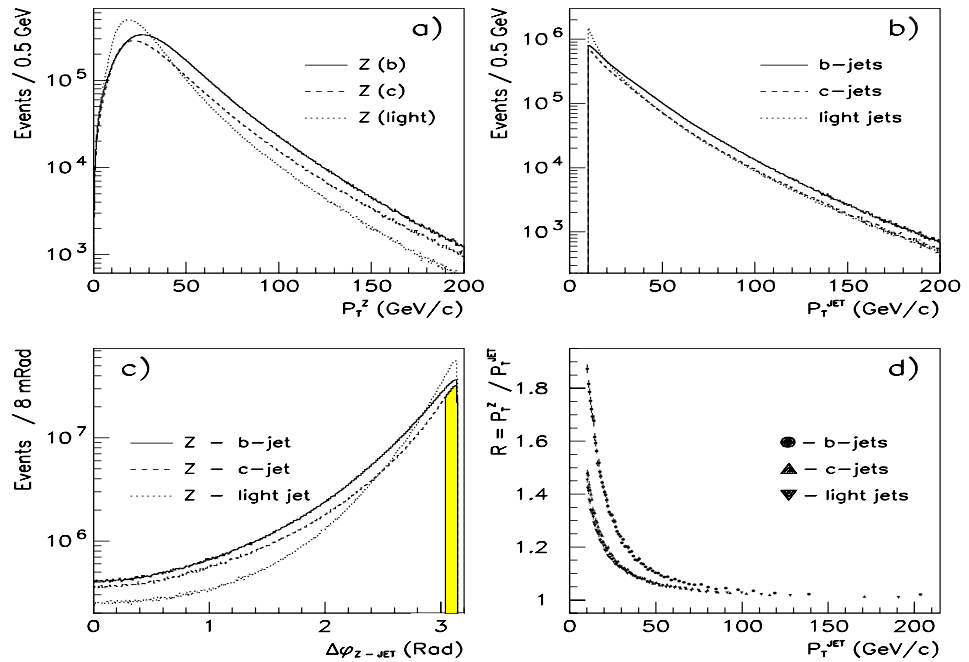 Events / 0.5 GeV
10^5
10^4
10^3
a)
Z (b)
Z (c)
Z (light)
0 50 100 150 200
P_T^Z (GeV/c)
Events / 0.5 GeV
10^6
10^5
10^4
10^3
b)
b-jets
c-jets
light jets
0 50 100 150 200
P_T^JET (GeV/c)
Events / 8 mRad
10^7
10^6
c)
Z - b-jet
Z - c-jet
Z - light jet
0 1 2 3
Δφ_Z-JET (Rad)
R = P_T^Z / P_T^JET
1.8
1.6
1.4
1.2
1
d)
- b-jets
- c-jets
- light jets
0 50 100 150 200
P_T^JET (GeV/c)